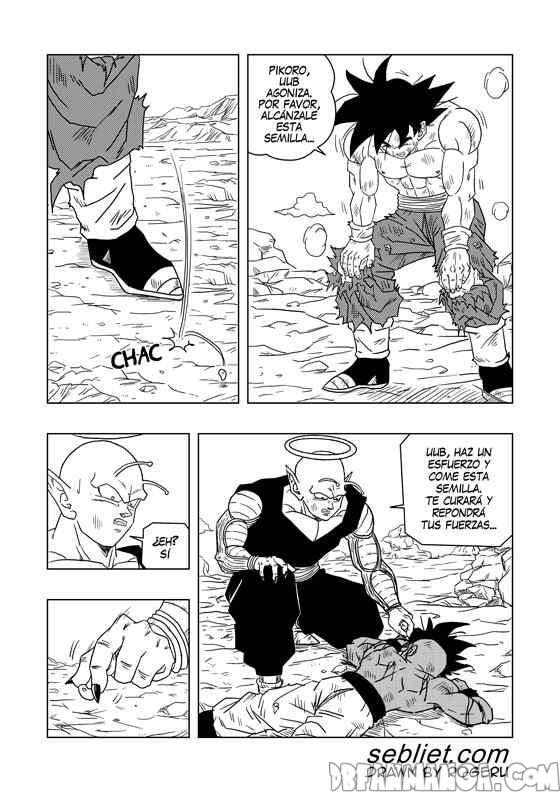 PIKORO,
UUB
AGONIZA.
POR FAVOR,
ALCÁNZALE
ESTA
SEMILLA...
CHAC
¿EH?
SÍ
UUB, HAZ UN
ESFUERZO Y
COME ESTA
SEMILLA.
TE CURARÁ Y
REPONDRÁ
TUS FUERZAS...
sebliet.com
DRAWN BY ROGERU
DBFANMANGA.COM